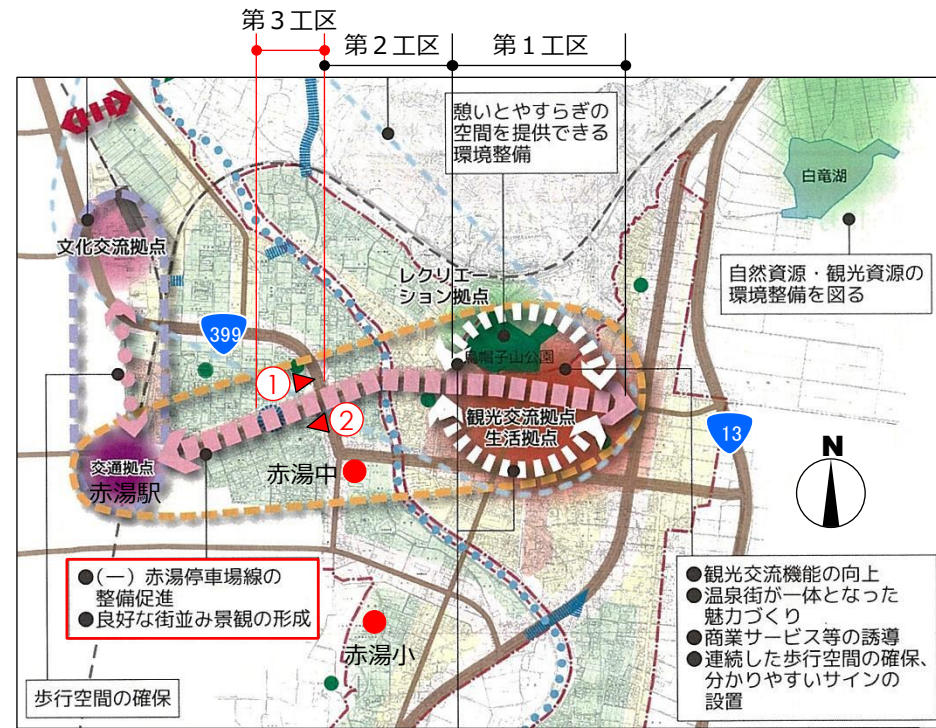 第３工区
第２工区
第１工区
憩いとやすらぎの
空間を提供できる
環境整備
白竜湖
文化交流拠点
レクリエー
ション拠点
自然資源・観光資源の
環境整備を図る
399
烏帽子山公園
①
②
観光交流拠点
生活拠点
13
N
交通拠点
赤湯駅
赤湯中
●(一) 赤湯停車場線の
整備促進
●良好な街並み景観の形成
●観光交流機能の向上
●温泉街が一体となった
魅力づくり
●商業サービス等の誘導
●連続した歩行空間の確保、
分かりやすいサインの
設置
赤湯小
歩行空間の確保